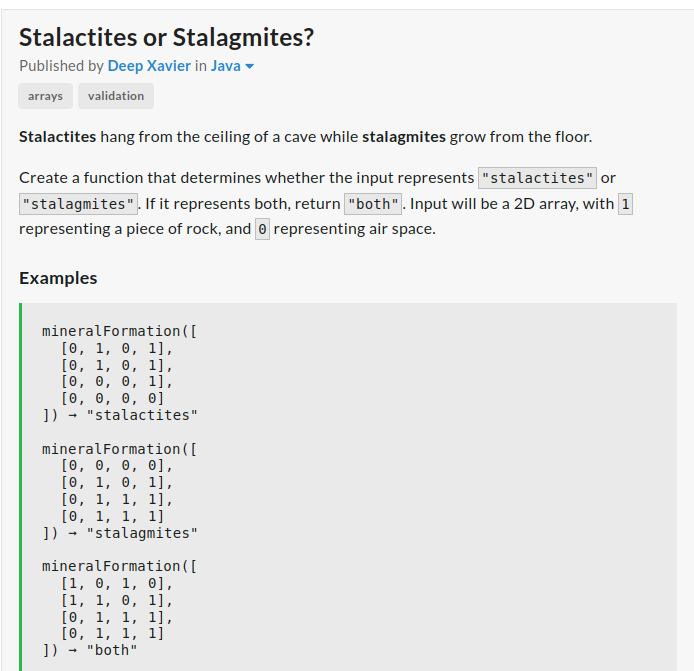 Stalactites or Stalagmites?
Published by Deep Xavier in Java
arrays validation
Stalactites hang from the ceiling of a cave while stalagmites grow from the floor.
Create a function that determines whether the input represents "stalactites" or
"stalagmites". If it represents both, return "both". Input will be a 2D array, with 1
representing a piece of rock, and 0 representing air space.
Examples
mineralFormation([
[0, 1, 0, 1],
[0, 1, 0, 1],
[0, 0, 0, 1],
[0, 0, 0, 0]
]) → "stalactites"
mineralFormation([
[0, 0, 0, 0],
[0, 1, 0, 1],
[0, 1, 1, 1],
[0, 1, 1, 1]
]) → "stalagmites"
mineralFormation([
[1, 0, 1, 0],
[1, 1, 0, 1],
[0, 1, 1, 1],
[0, 1, 1, 1]
]) → "both"